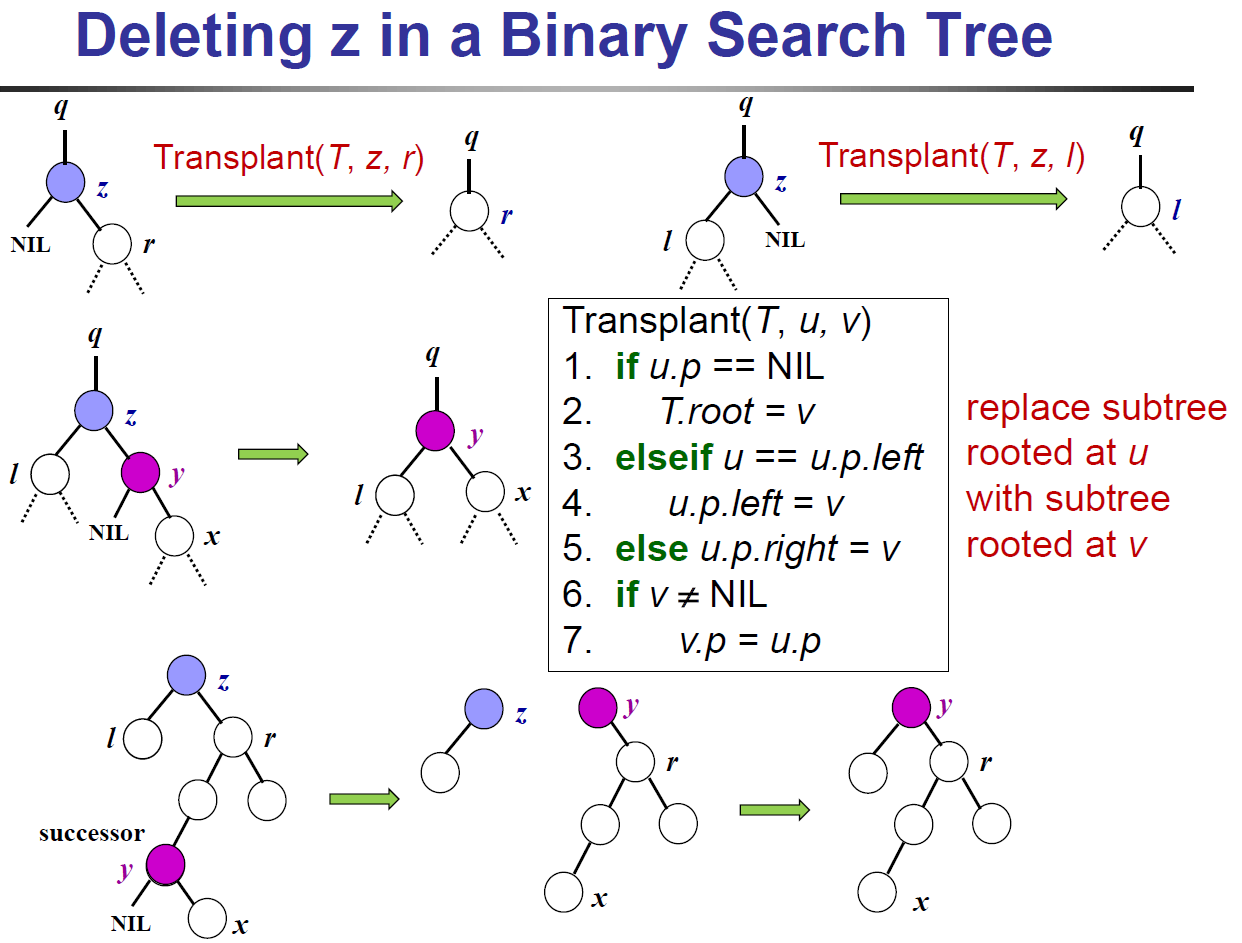 Deleting z in a Binary Search Tree
q
Transplant(T, z, r)
z
NIL
r
q
r
q
Transplant(T, z, l)
z
l
NIL
q
l
q
z
l
y
NIL
x
q
y
l
x
Transplant(T, u, v)
1. if u.p == NIL
2. T.root = v
3. elseif u == u.p.left
4. u.p.left = v
5. else u.p.right = v
6. if v ≠ NIL
7. v.p = u.p
replace subtree
rooted at u
with subtree
rooted at v
z
l
r
successor
y
NIL
x
z
y
r
x
y
r
x